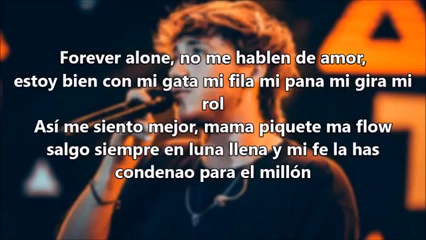 Forever alone, no me hablen de amor,
estoy bien con mi gata mi fila mi pana mi gira mi
rol
Así me siento mejor, mama piquete ma flow
salgo siempre en luna llena y mi fe la has
condenao para el millón